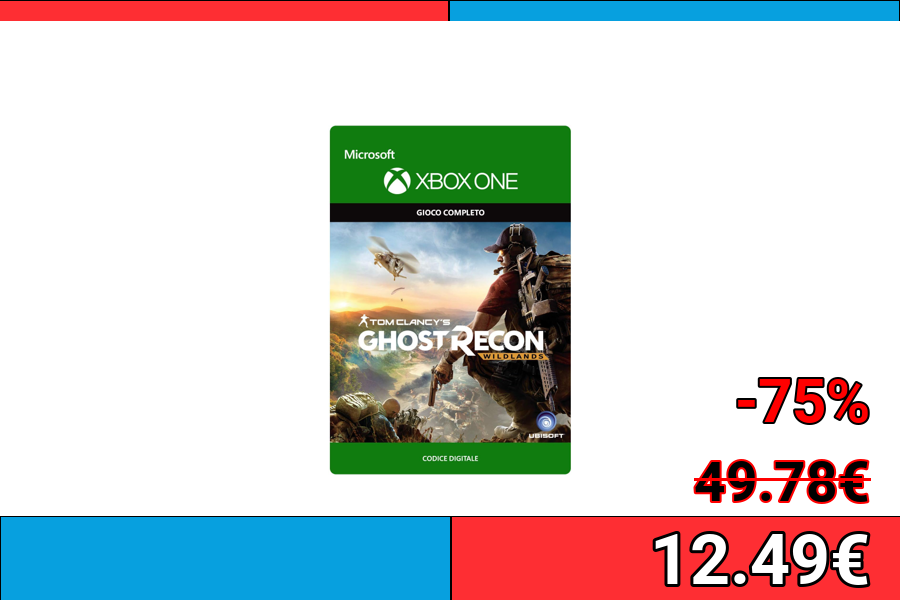 Microsoft
XBOX ONE
GIOCO COMPLETO
TOM CLANCY'S
GHOST RECON
WILDLANDS
UBISOFT
CODICE DIGITALE
-75%
49.78€
12.49€